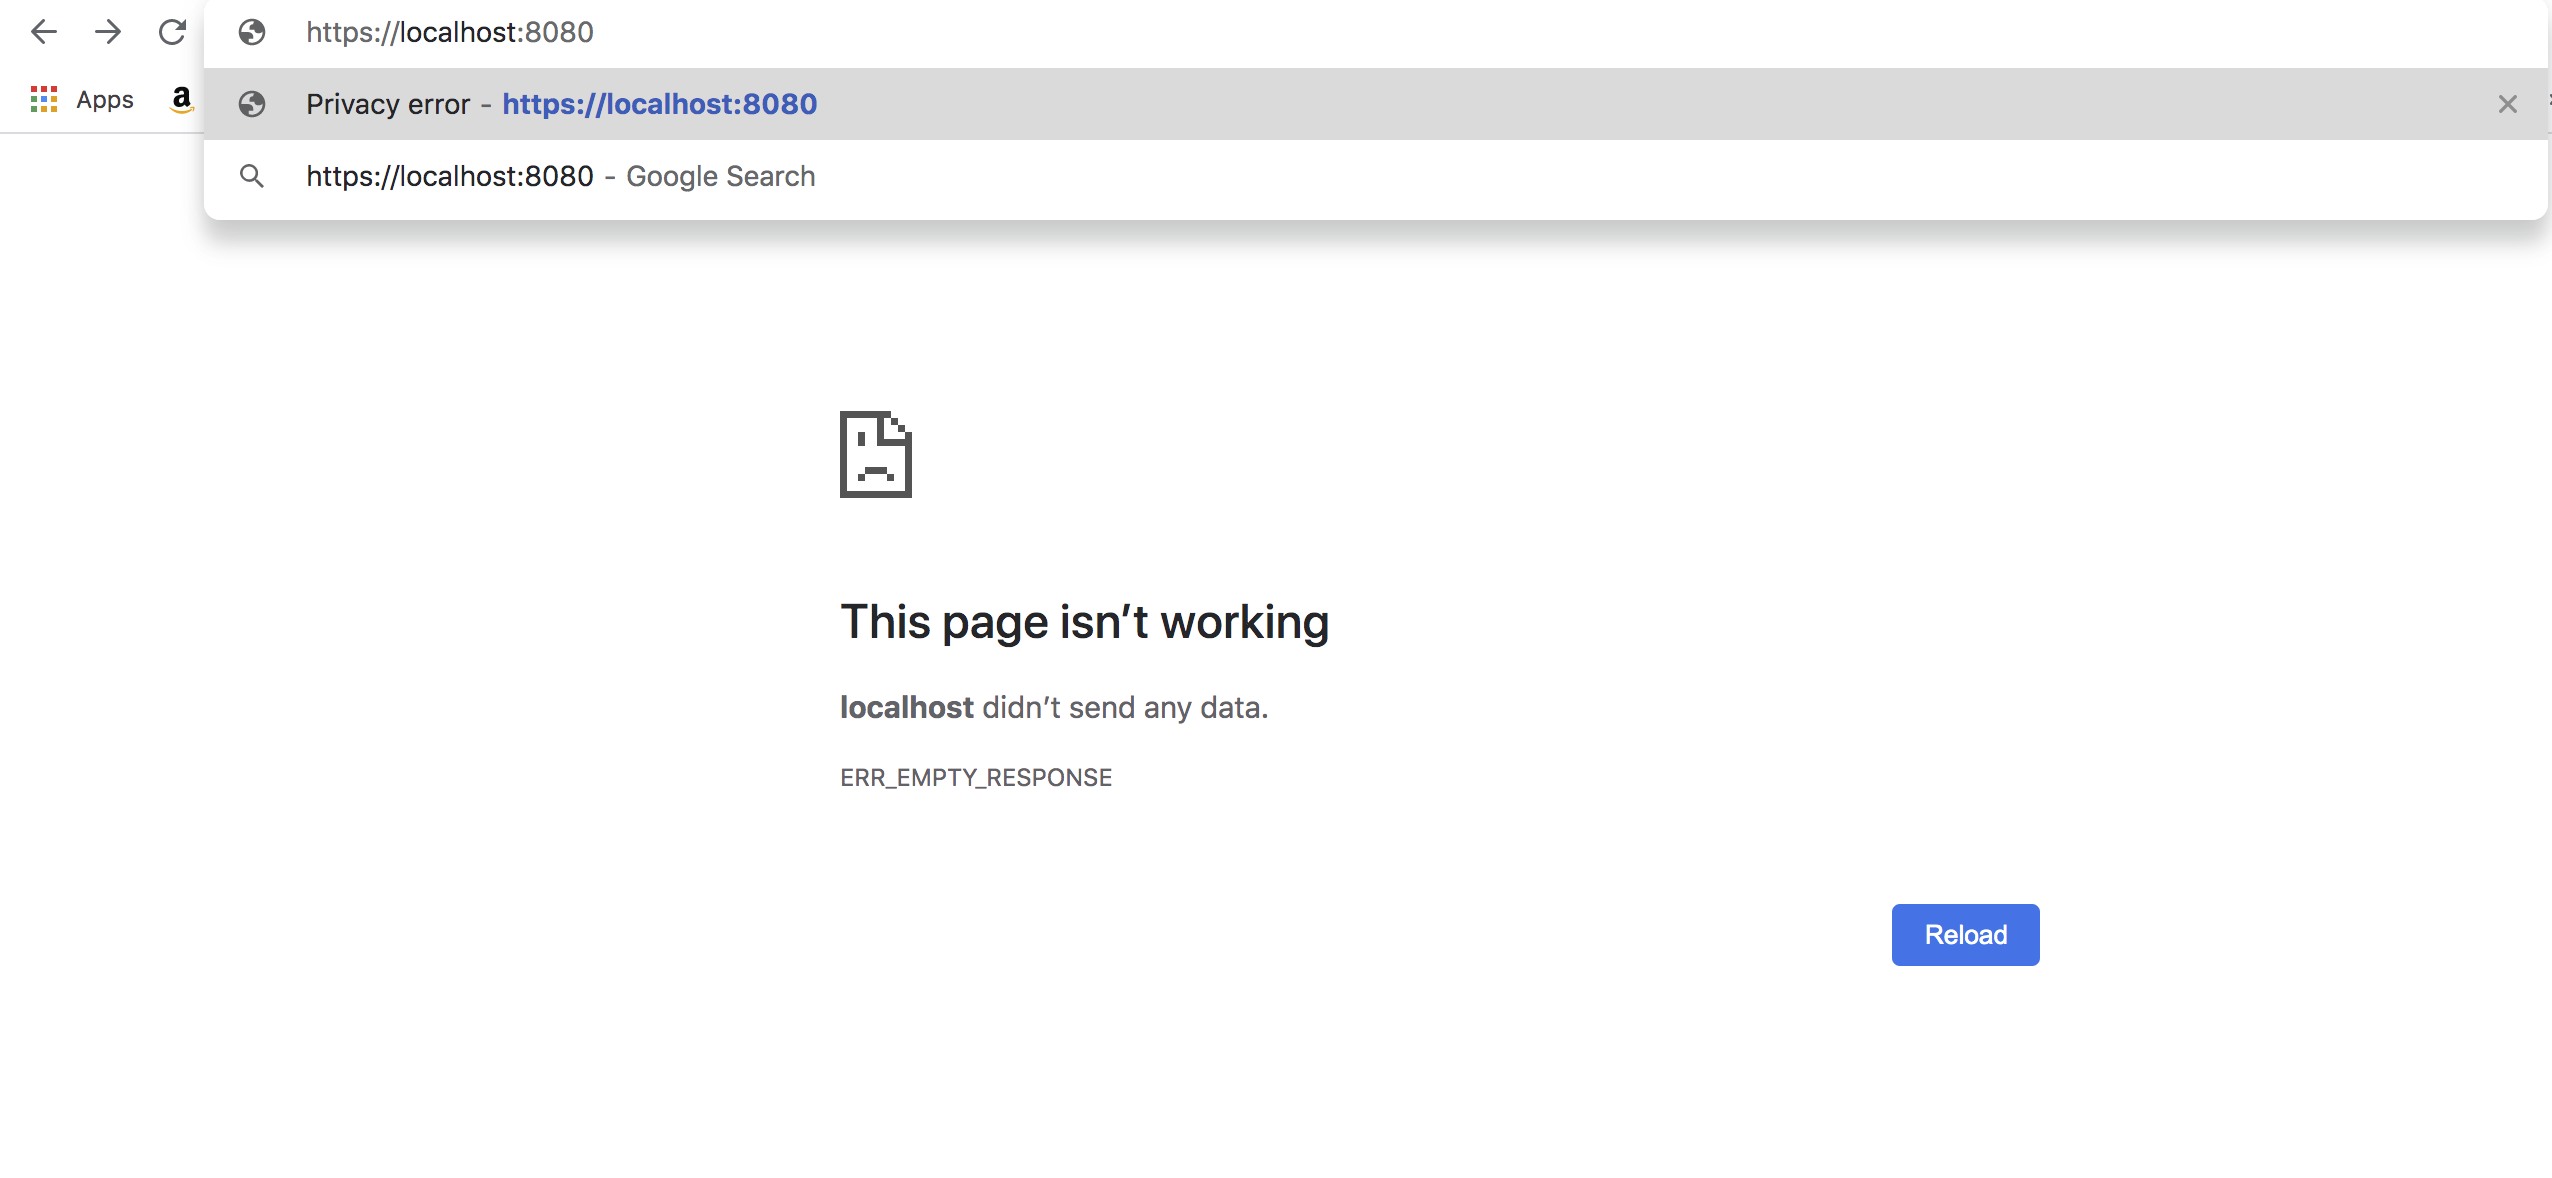 https://localhost:8080
Privacy error - https://localhost:8080
Apps
https://localhost:8080 - Google Search
This page isn’t working
localhost didn’t send any data.
ERR_EMPTY_RESPONSE
Reload